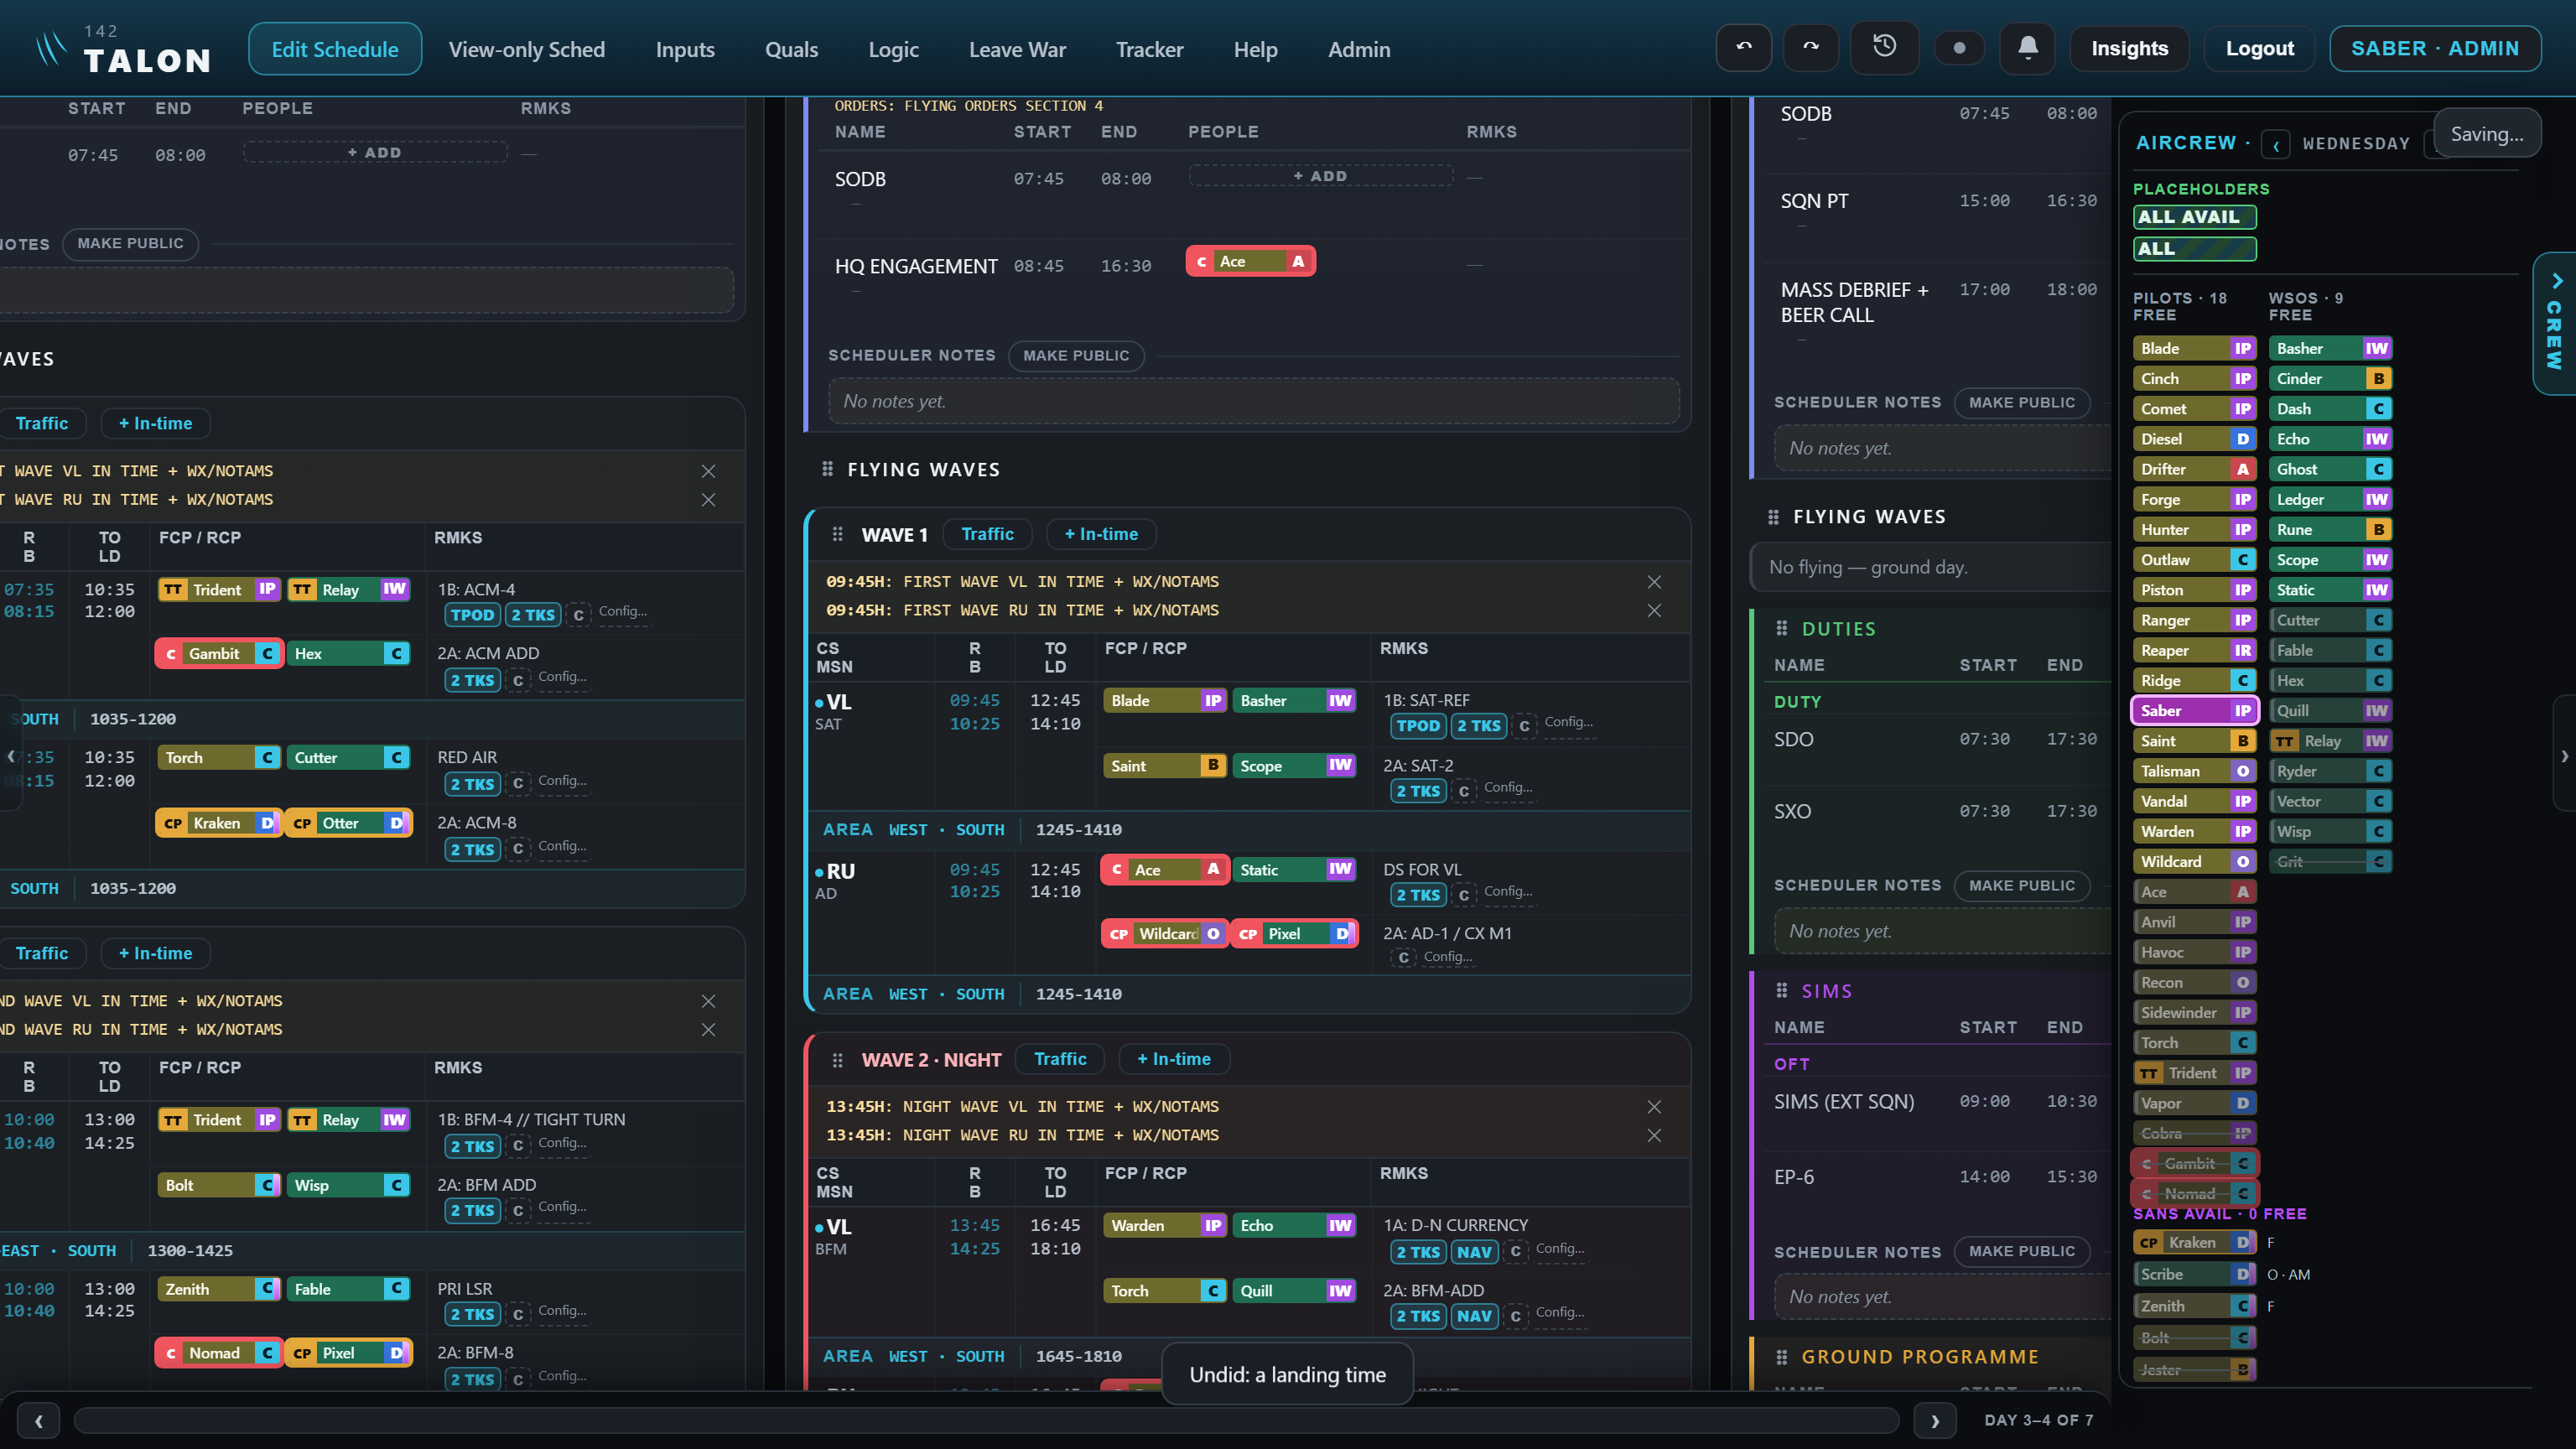 142
TALON
Edit Schedule
View-only Sched
Inputs
Quals
Logic
Leave War
Tracker
Help
Admin
Insights
Logout
SABER · ADMIN
START END PEOPLE RMKS
07:45 08:00 + ADD —
NOTES MAKE PUBLIC
WAVES
Traffic + In-time
WAVE VL IN TIME + WX/NOTAMS
WAVE RU IN TIME + WX/NOTAMS
R TO FCP / RCP RMKS
B LD
07:35 10:35 TT Trident IP TT Relay IW 1B: ACM-4
08:15 12:00 TPOD 2 TKS C Config...
C Gambit C Hex C 2A: ACM ADD
2 TKS C Config...
SOUTH 1035-1200
7:35 10:35 Torch C Cutter C RED AIR
08:15 12:00 2 TKS C Config...
CP Kraken D CP Otter D 2A: ACM-8
2 TKS C Config...
SOUTH 1035-1200
Traffic + In-time
ND WAVE VL IN TIME + WX/NOTAMS
ND WAVE RU IN TIME + WX/NOTAMS
R TO FCP / RCP RMKS
B LD
10:00 13:00 TT Trident IP TT Relay IW 1B: BFM-4 // TIGHT TURN
10:40 14:25 2 TKS C Config...
Bolt C Wisp C 2A: BFM ADD
2 TKS C Config...
EAST · SOUTH 1300-1425
10:00 13:00 Zenith C Fable C PRI LSR
10:40 14:25 2 TKS C Config...
C Nomad C CP Pixel D 2A: BFM-8
2 TKS C Config...
ORDERS: FLYING ORDERS SECTION 4
NAME START END PEOPLE RMKS
SODB 07:45 08:00 + ADD —
—
HQ ENGAGEMENT 08:45 16:30 C Ace A —
—
SCHEDULER NOTES MAKE PUBLIC
No notes yet.
FLYING WAVES
WAVE 1 Traffic + In-time
09:45H: FIRST WAVE VL IN TIME + WX/NOTAMS
09:45H: FIRST WAVE RU IN TIME + WX/NOTAMS
CS R TO FCP / RCP RMKS
MSN B LD
VL 09:45 12:45 Blade IP Basher IW 1B: SAT-REF
SAT 10:25 14:10 TPOD 2 TKS C Config...
Saint B Scope IW 2A: SAT-2
2 TKS C Config...
AREA WEST · SOUTH 1245-1410
RU 09:45 12:45 C Ace A Static IW DS FOR VL
AD 10:25 14:10 2 TKS C Config...
CP Wildcard O CP Pixel D 2A: AD-1 / CX M1
C Config...
AREA WEST · SOUTH 1245-1410
WAVE 2 · NIGHT Traffic + In-time
13:45H: NIGHT WAVE VL IN TIME + WX/NOTAMS
13:45H: NIGHT WAVE RU IN TIME + WX/NOTAMS
CS R TO FCP / RCP RMKS
MSN B LD
VL 13:45 16:45 Warden IP Echo IW 1A: D-N CURRENCY
BFM 14:25 18:10 2 TKS NAV C Config...
Torch C Quill IW 2A: BFM-ADD
2 TKS NAV C Config...
AREA WEST · SOUTH 1645-1810
Undid: a landing time
SODB 07:45 08:00
—
SQN PT 15:00 16:30
—
MASS DEBRIEF + 17:00 18:00
BEER CALL
—
SCHEDULER NOTES MAKE PUBLIC
No notes yet.
FLYING WAVES
No flying — ground day.
DUTIES
NAME START END
DUTY
SDO 07:30 17:30
SXO 07:30 17:30
SCHEDULER NOTES MAKE PUBLIC
No notes yet.
SIMS
NAME START END
OFT
SIMS (EXT SQN) 09:00 10:30
EP-6 14:00 15:30
SCHEDULER NOTES MAKE PUBLIC
No notes yet.
GROUND PROGRAMME
DAY 3–4 OF 7
AIRCREW · ‹ WEDNESDAY
Saving...
PLACEHOLDERS
ALL AVAIL
ALL
PILOTS · 18 WSOS · 9
FREE FREE
Blade IP Basher IW
Cinch IP Cinder B
Comet IP Dash C
Diesel D Echo IW
Drifter A Ghost C
Forge IP Ledger IW
Hunter IP Rune B
Outlaw C Scope IW
Piston IP Static IW
Ranger IP Cutter C
Reaper IR Fable C
Ridge C Hex C
Saber IP Quill IW
Saint B TT Relay IW
Talisman O Ryder C
Vandal IP Vector C
Warden IP Wisp C
Wildcard O Grit C
Ace A
Anvil IP
Havoc IP
Recon O
Sidewinder IP
Torch C
TT Trident IP
Vapor D
Cobra IP
C Gambit C
C Nomad C
SANS AVAIL · 0 FREE
CP Kraken D F
Scribe D O · AM
Zenith C F
Bolt C
Jester B
CREW